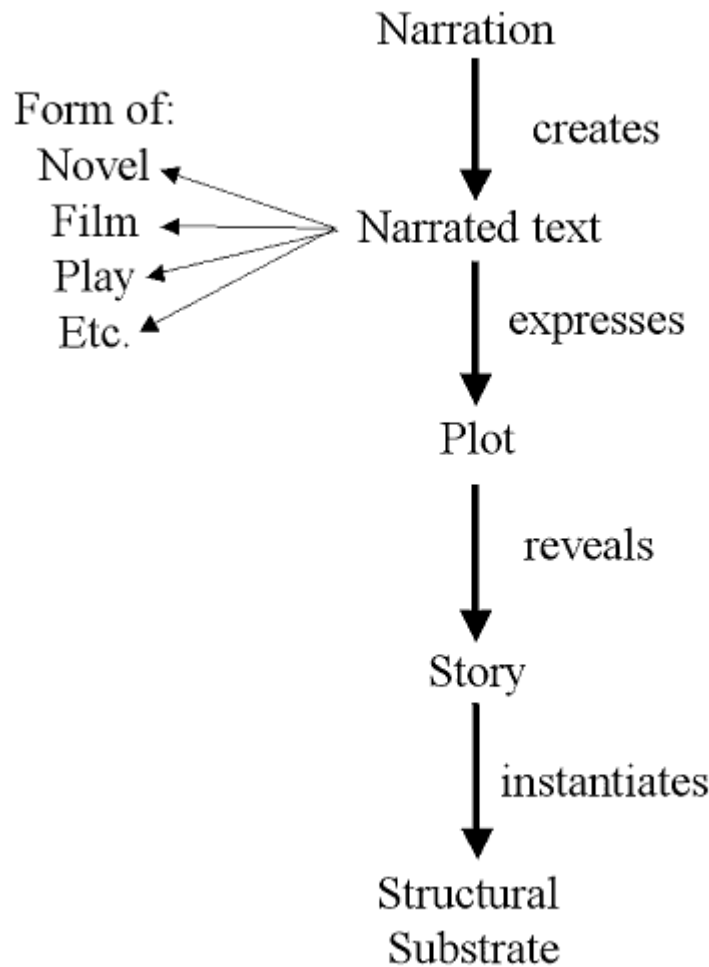 Narration
creates
Form of:
Novel
Film
Play
Etc.
Narrated text
expresses
Plot
reveals
Story
instantiates
Structural
Substrate